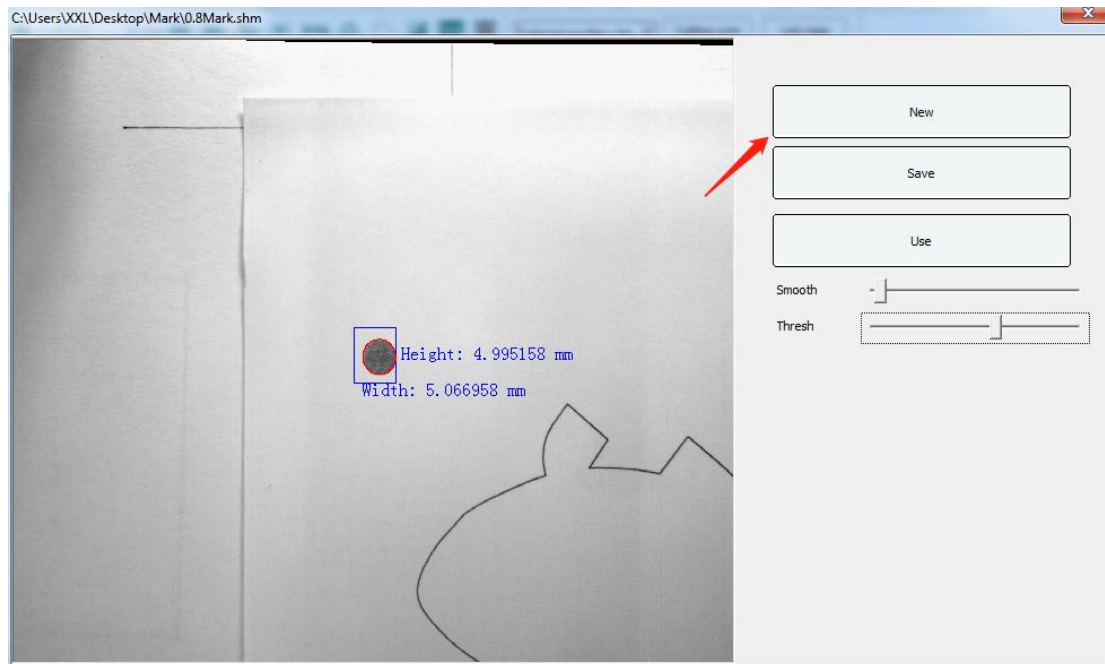 C:\Users\XXL\Desktop\Mark\0.8Mark.shm
New
Save
Use
Smooth
Thresh
Height: 4.995158 mm
Width: 5.066958 mm